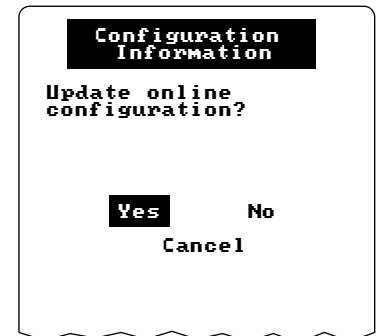 Configuration
Information
Update online
configuration?
Yes No
Cancel